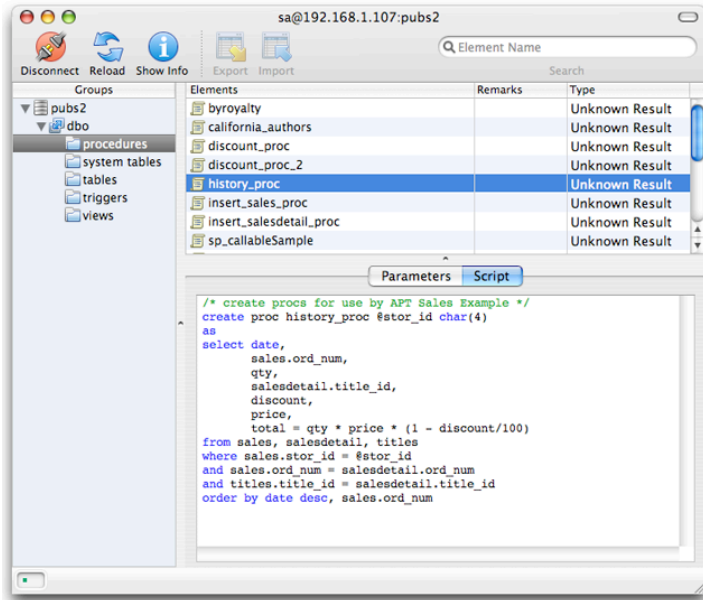 sa@192.168.1.107:pubs2
Disconnect Reload Show Info Export Import
Element Name
Search
Groups
pubs2
dbo
procedures
system tables
tables
triggers
views
Elements Remarks Type
byroyalty Unknown Result
california_authors Unknown Result
discount_proc Unknown Result
discount_proc_2 Unknown Result
history_proc Unknown Result
insert_sales_proc Unknown Result
insert_salesdetail_proc Unknown Result
sp_callableSample Unknown Result
Parameters Script
/* create procs for use by APT Sales Example */
create proc history_proc @stor_id char(4)
as
select date,
sales.ord_num,
qty,
salesdetail.title_id,
discount,
price,
total = qty * price * (1 - discount/100)
from sales, salesdetail, titles
where sales.stor_id = @stor_id
and sales.ord_num = salesdetail.ord_num
and titles.title_id = salesdetail.title_id
order by date desc, sales.ord_num